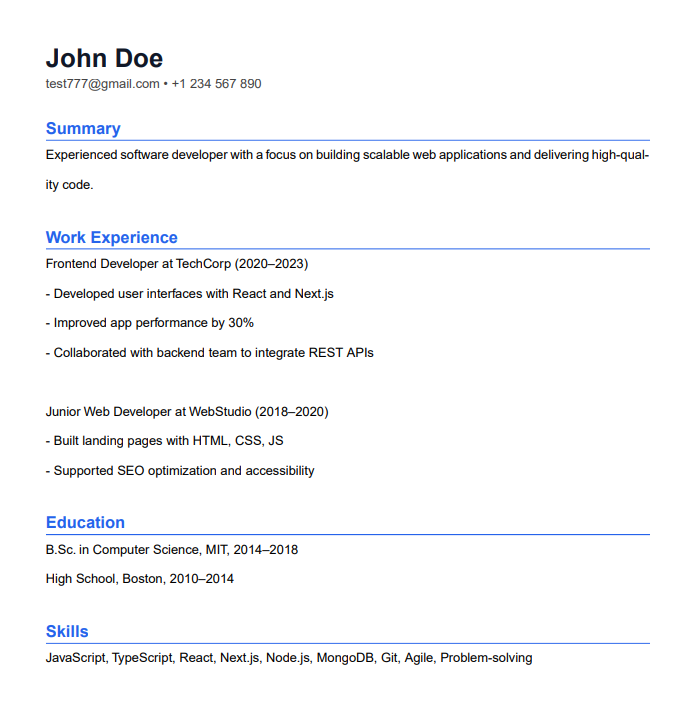 John Doe
test777@gmail.com • +1 234 567 890
Summary
Experienced software developer with a focus on building scalable web applications and delivering high-qual-
ity code.
Work Experience
Frontend Developer at TechCorp (2020–2023)
- Developed user interfaces with React and Next.js
- Improved app performance by 30%
- Collaborated with backend team to integrate REST APIs
Junior Web Developer at WebStudio (2018–2020)
- Built landing pages with HTML, CSS, JS
- Supported SEO optimization and accessibility
Education
B.Sc. in Computer Science, MIT, 2014–2018
High School, Boston, 2010–2014
Skills
JavaScript, TypeScript, React, Next.js, Node.js, MongoDB, Git, Agile, Problem-solving